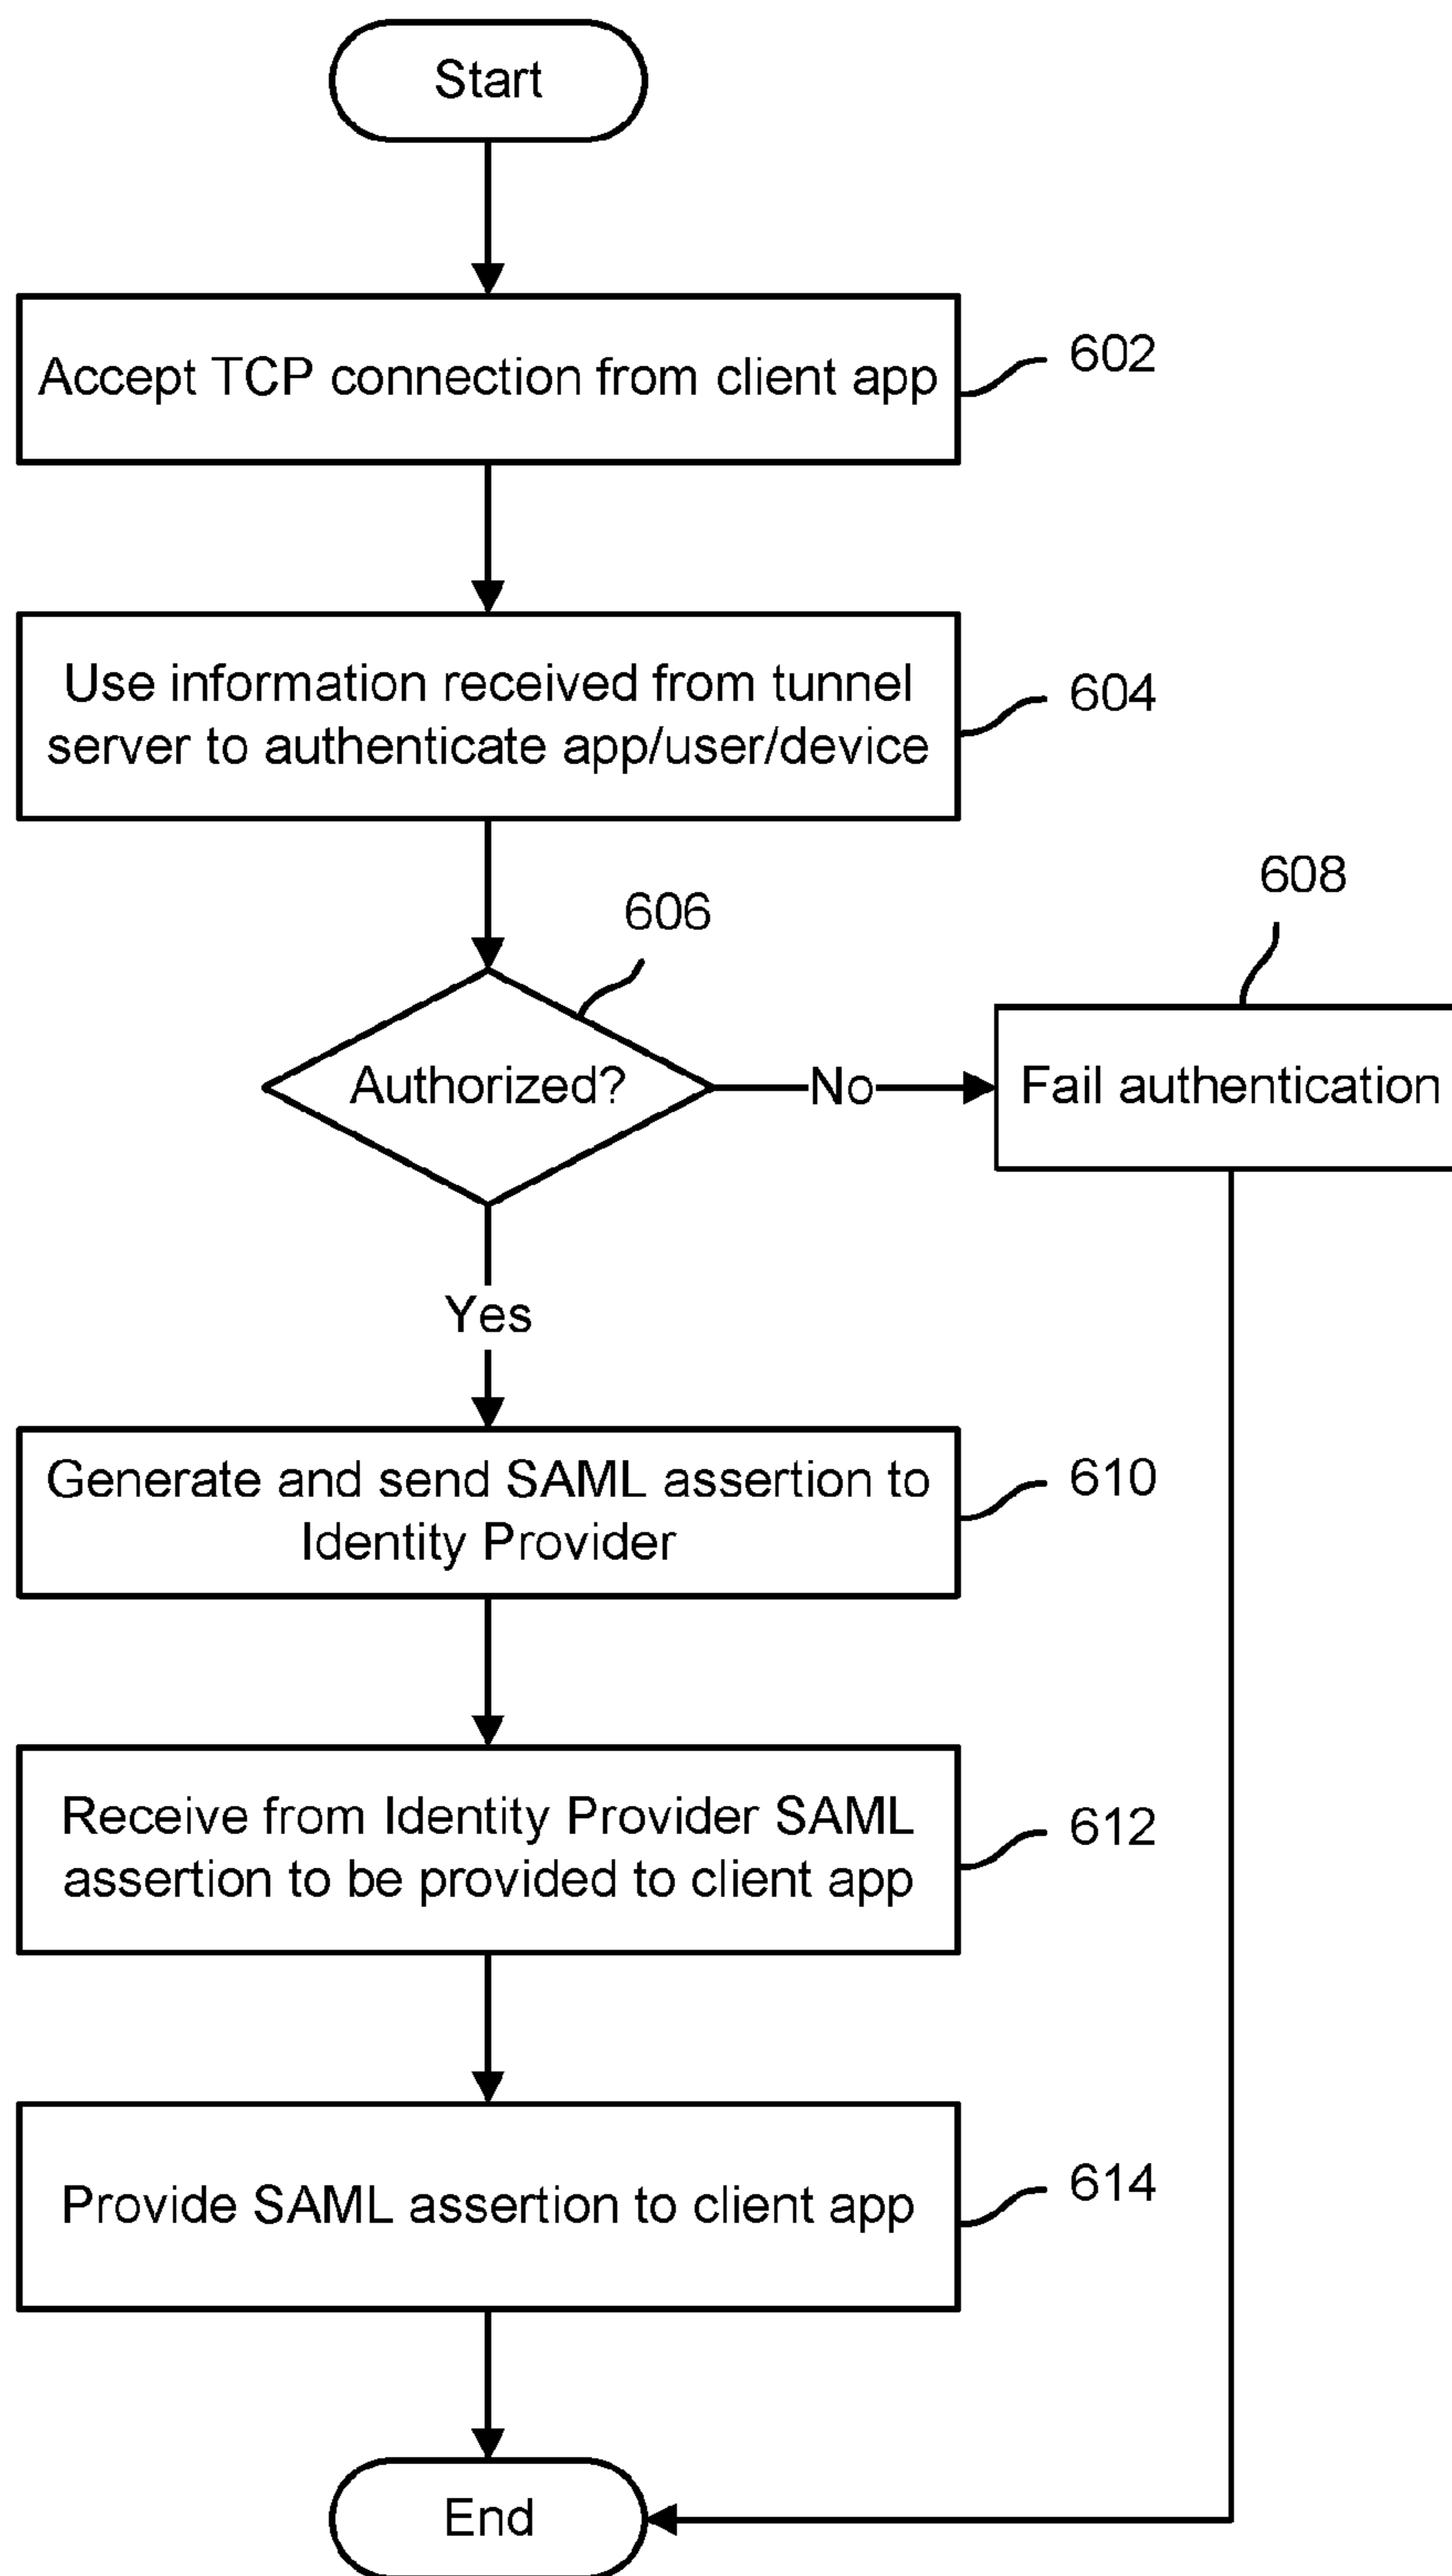 Start
Accept TCP connection from client app
602
Use information received from tunnel
server to authenticate app/user/device
604
606
608
Authorized?
No
Fail authentication
Yes
Generate and send SAML assertion to
Identity Provider
610
Receive from Identity Provider SAML
assertion to be provided to client app
612
Provide SAML assertion to client app
614
End